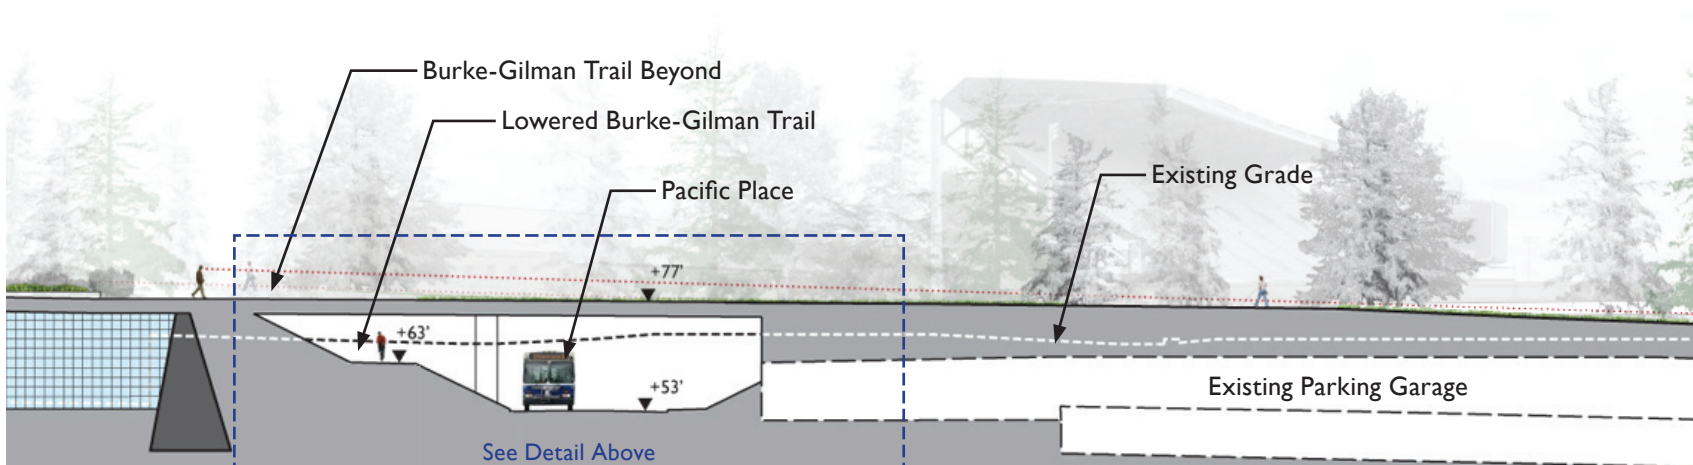 Burke-Gilman Trail Beyond
Lowered Burke-Gilman Trail
Pacific Place
Existing Grade
+77'
+63'
+53'
Existing Parking Garage
See Detail Above